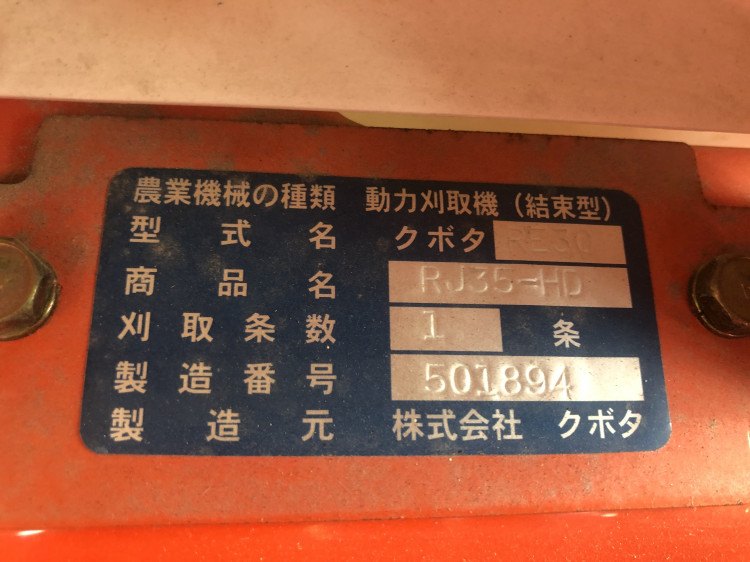 農業機械の種類 動力刈取機（結束型）
型式名 クボタ RE30
商品名 RJ35-HD
刈取条数 1 条
製造番号 501894
製造元 株式会社 クボタ